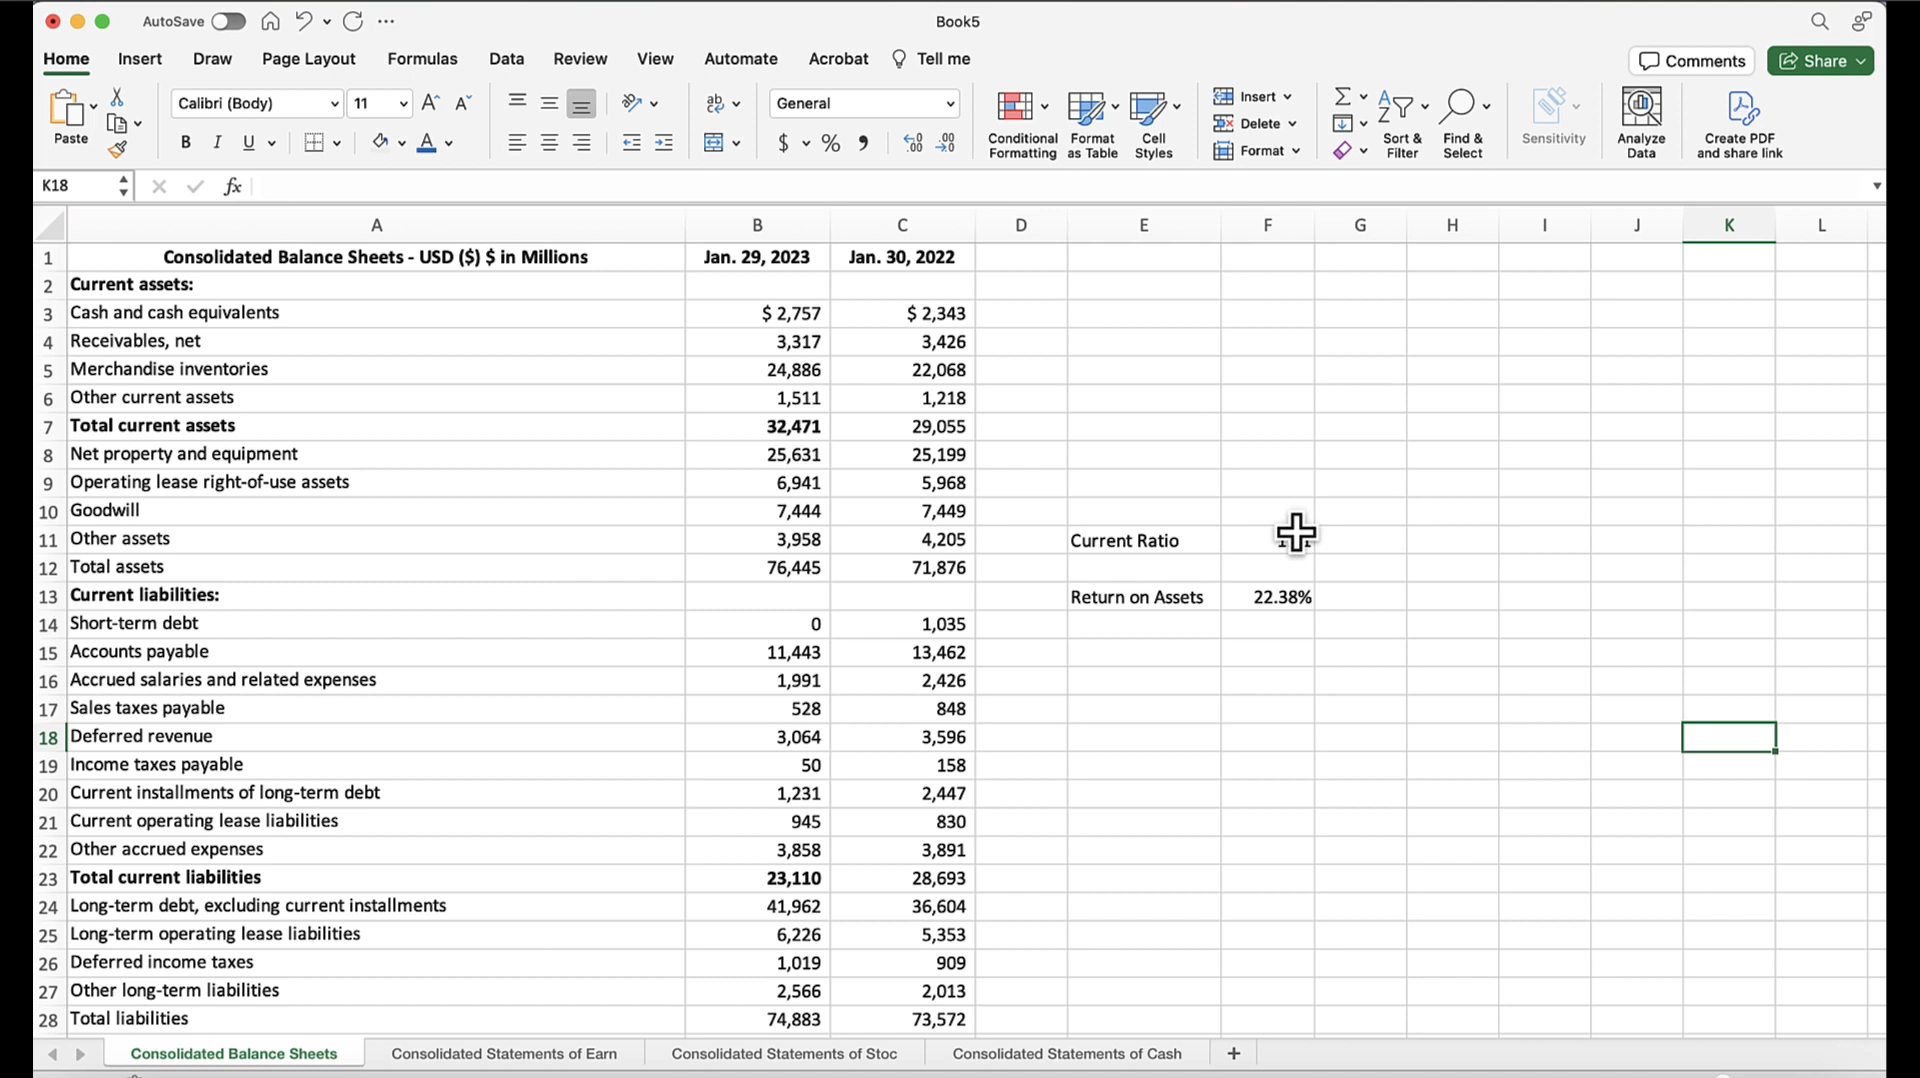 AutoSave
Book5
Home Insert Draw Page Layout Formulas Data Review View Automate Acrobat Tell me
Comments Share
Paste
Calibri (Body) 11
General
Conditional Formatting
Format as Table
Cell Styles
Insert
Delete
Format
Sort & Filter
Find & Select
Sensitivity
Analyze Data
Create PDF and share link
K18 fx
A B C D E F G H I J K L
1 Consolidated Balance Sheets - USD ($) $ in Millions Jan. 29, 2023 Jan. 30, 2022
2 Current assets:
3 Cash and cash equivalents $ 2,757 $ 2,343
4 Receivables, net 3,317 3,426
5 Merchandise inventories 24,886 22,068
6 Other current assets 1,511 1,218
7 Total current assets 32,471 29,055
8 Net property and equipment 25,631 25,199
9 Operating lease right-of-use assets 6,941 5,968
10 Goodwill 7,444 7,449
11 Other assets 3,958 4,205 Current Ratio
12 Total assets 76,445 71,876
13 Current liabilities: Return on Assets 22.38%
14 Short-term debt 0 1,035
15 Accounts payable 11,443 13,462
16 Accrued salaries and related expenses 1,991 2,426
17 Sales taxes payable 528 848
18 Deferred revenue 3,064 3,596
19 Income taxes payable 50 158
20 Current installments of long-term debt 1,231 2,447
21 Current operating lease liabilities 945 830
22 Other accrued expenses 3,858 3,891
23 Total current liabilities 23,110 28,693
24 Long-term debt, excluding current installments 41,962 36,604
25 Long-term operating lease liabilities 6,226 5,353
26 Deferred income taxes 1,019 909
27 Other long-term liabilities 2,566 2,013
28 Total liabilities 74,883 73,572
Consolidated Balance Sheets Consolidated Statements of Earn Consolidated Statements of Stoc Consolidated Statements of Cash +